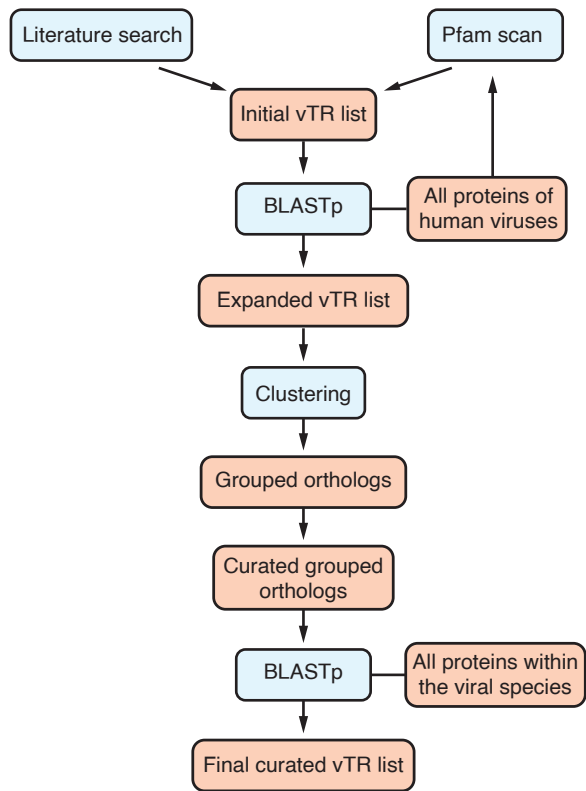 Literature search
Pfam scan
Initial vTR list
BLASTp
All proteins of
human viruses
Expanded vTR list
Clustering
Grouped orthologs
Curated grouped
orthologs
BLASTp
All proteins within
the viral species
Final curated vTR list